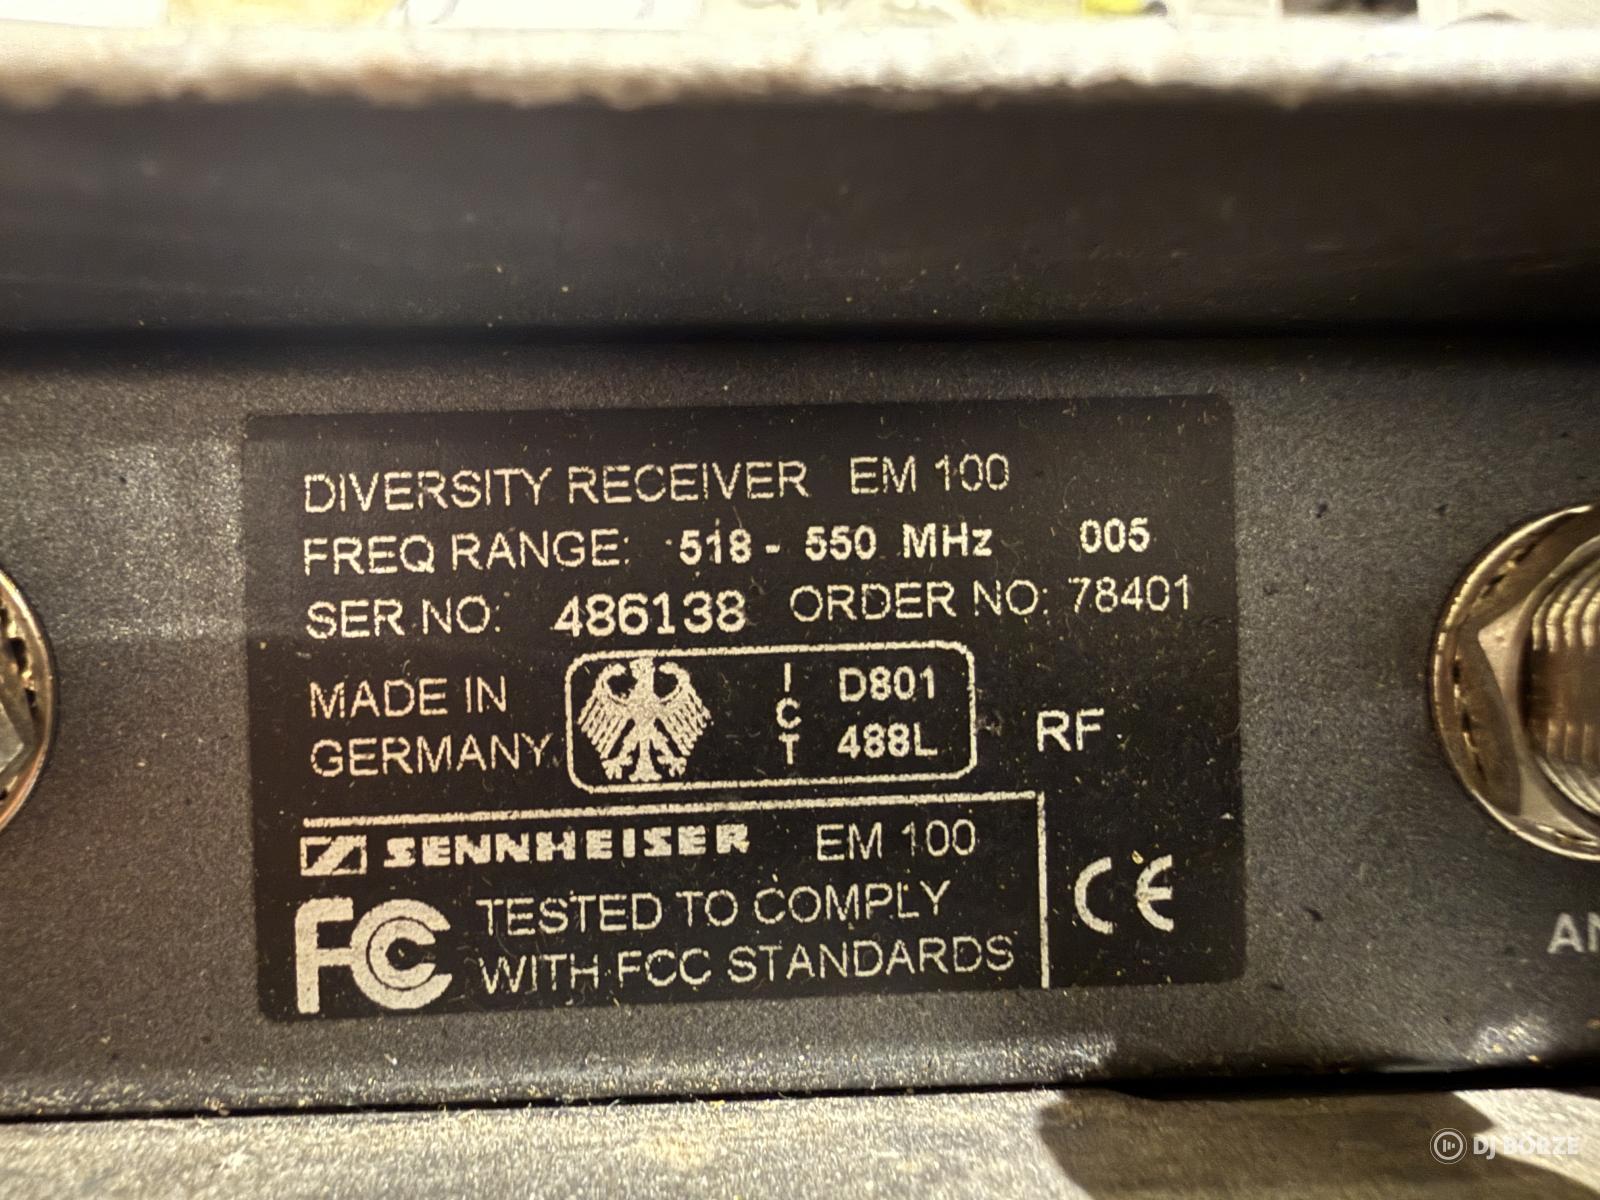 DIVERSITY RECEIVER EM 100
FREQ RANGE: 518 - 550 MHz 005
SER NO: 486138 ORDER NO: 78401
MADE IN
GERMANY
I C T
D801
488L
RF
SENNHEISER EM 100
FC TESTED TO COMPLY
WITH FCC STANDARDS
CE
AN
DJ BÖRZE